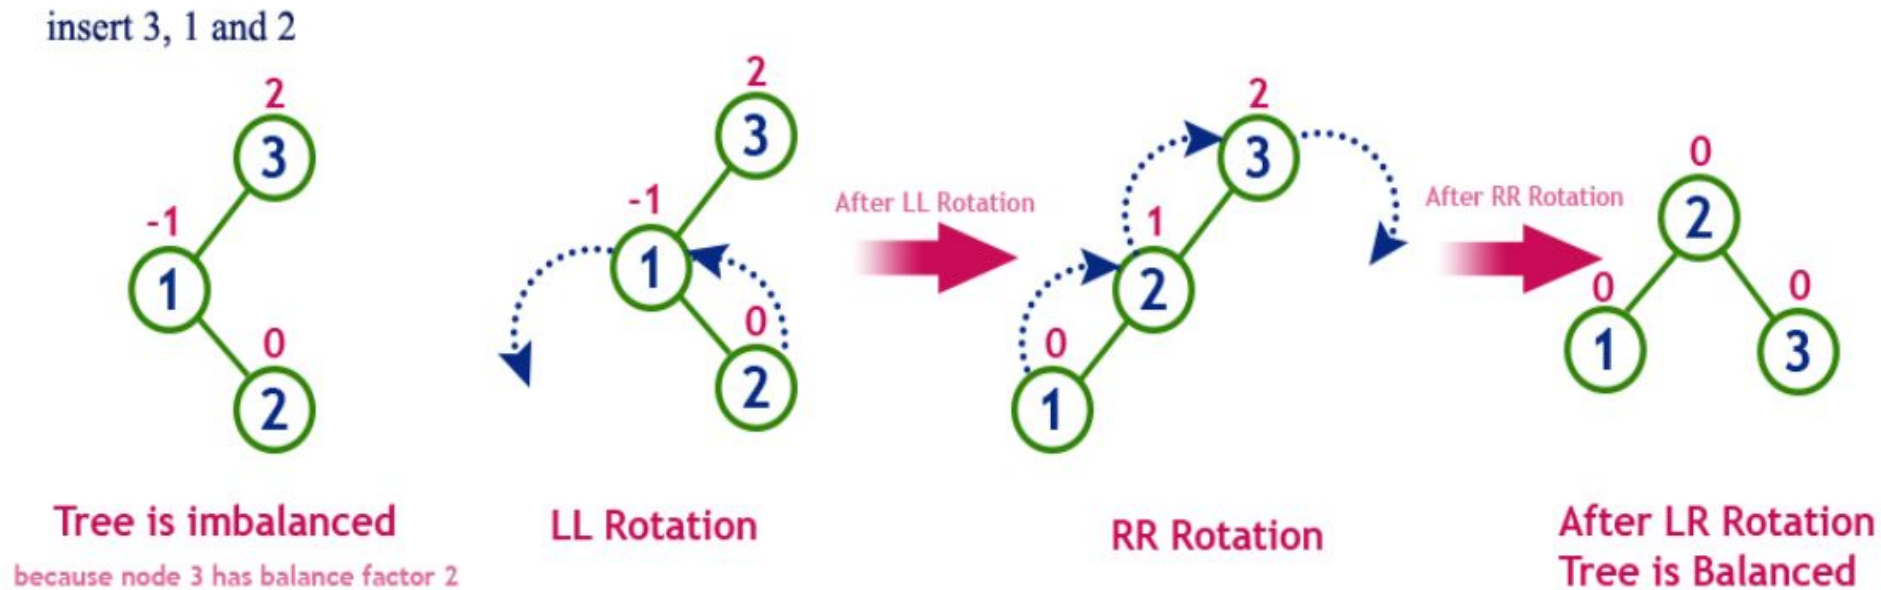 insert 3, 1 and 2
2
3
-1
1
0
2
Tree is imbalanced
because node 3 has balance factor 2
2
3
-1
1
0
2
LL Rotation
After LL Rotation
2
3
1
2
0
1
RR Rotation
After RR Rotation
0
2
0
1
0
3
After LR Rotation
Tree is Balanced